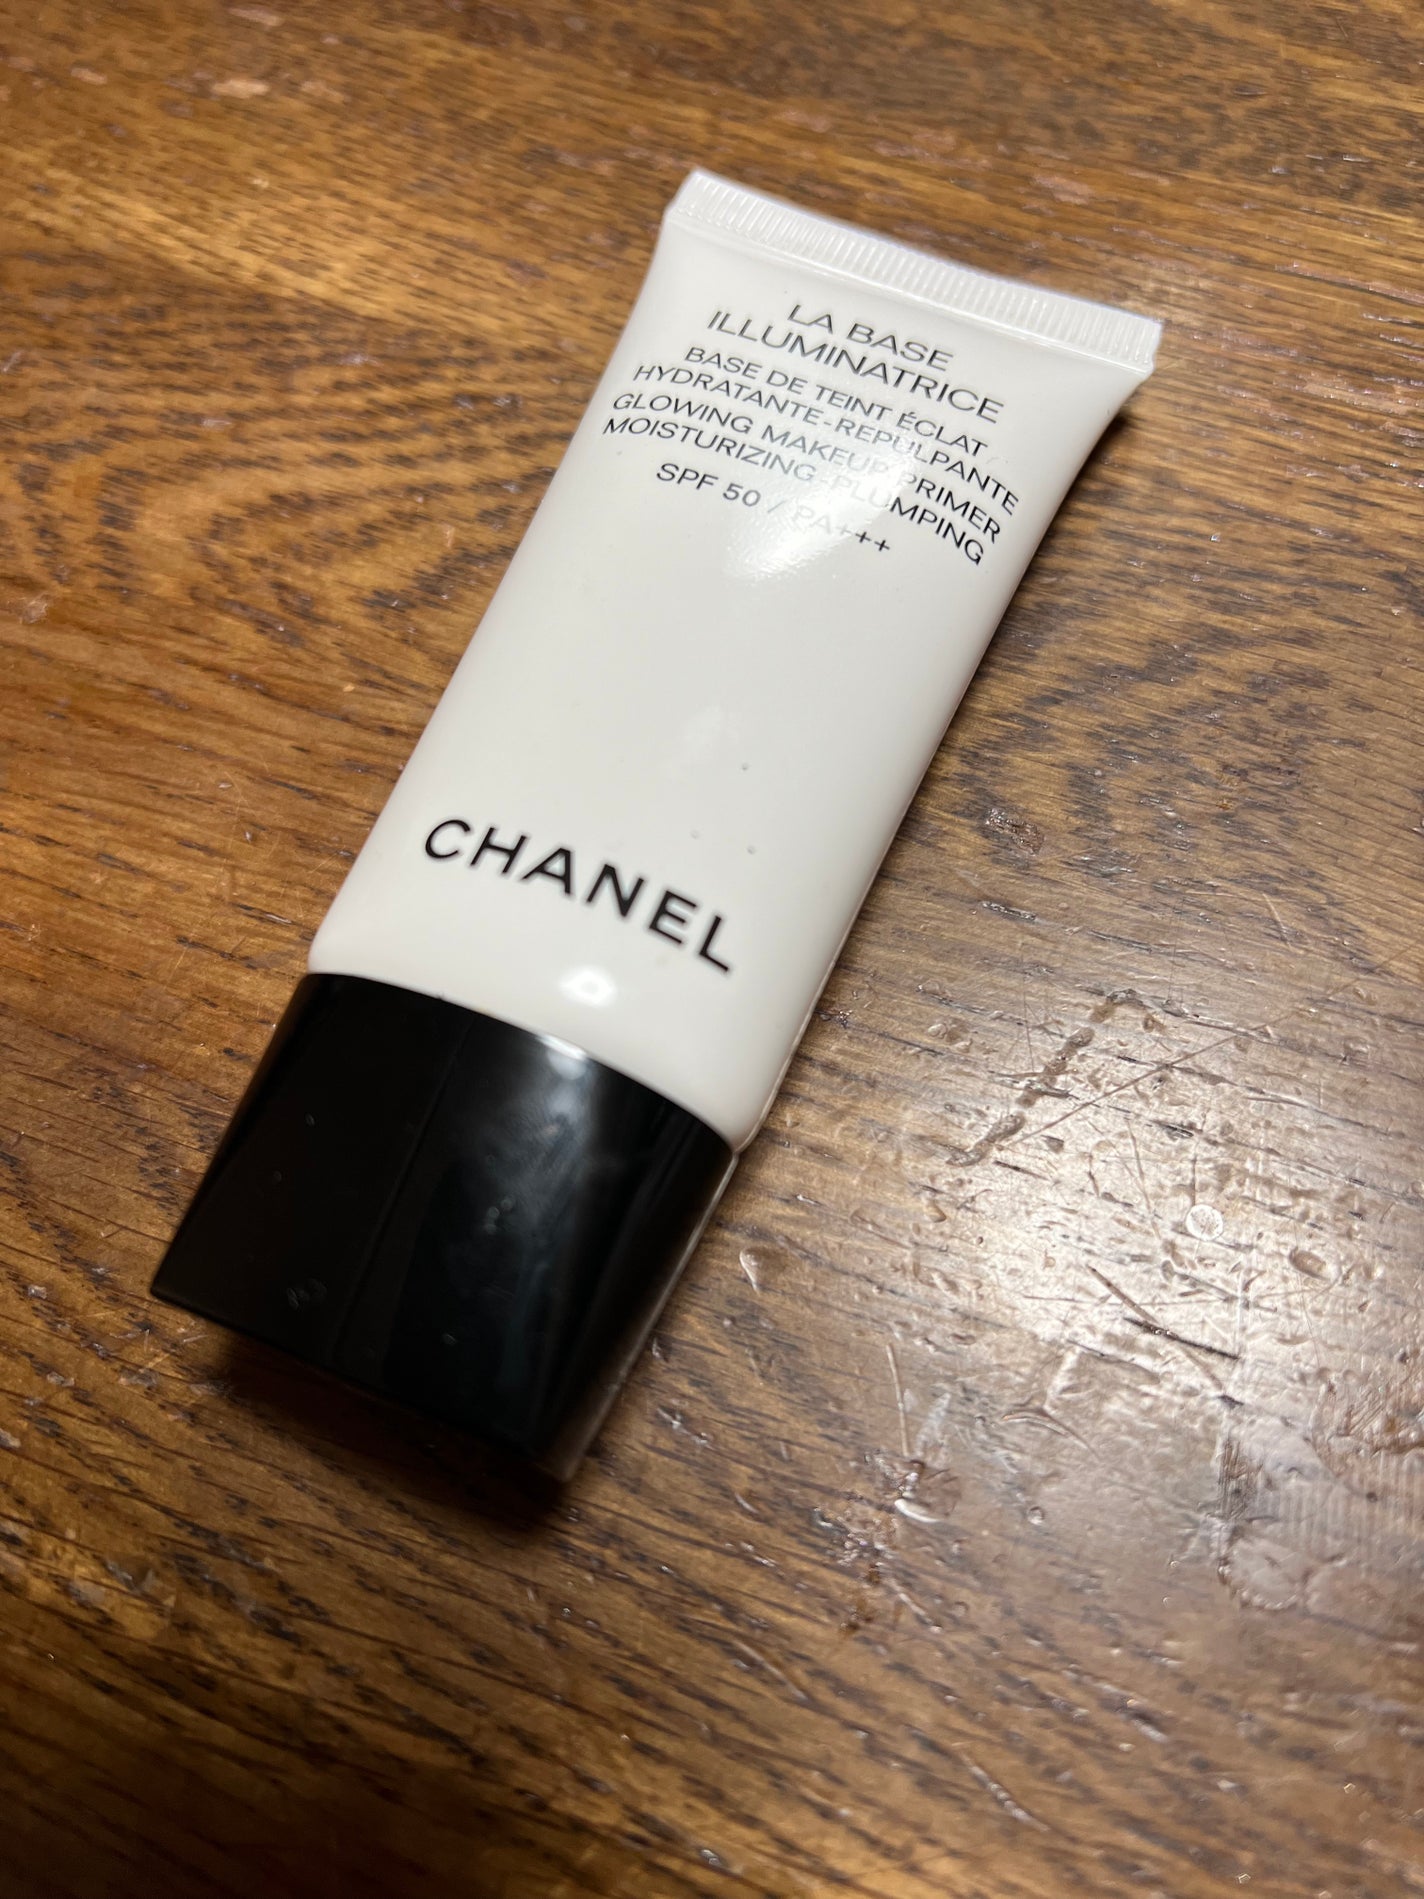 LA BASE
ILLUMINATRICE
BASE DE TEINT ÉCLAT
HYDRATANTE-REPULPANTE
GLOWING MAKEUP PRIMER
MOISTURIZING-PLUMPING
SPF 50 / PA+++
CHANEL